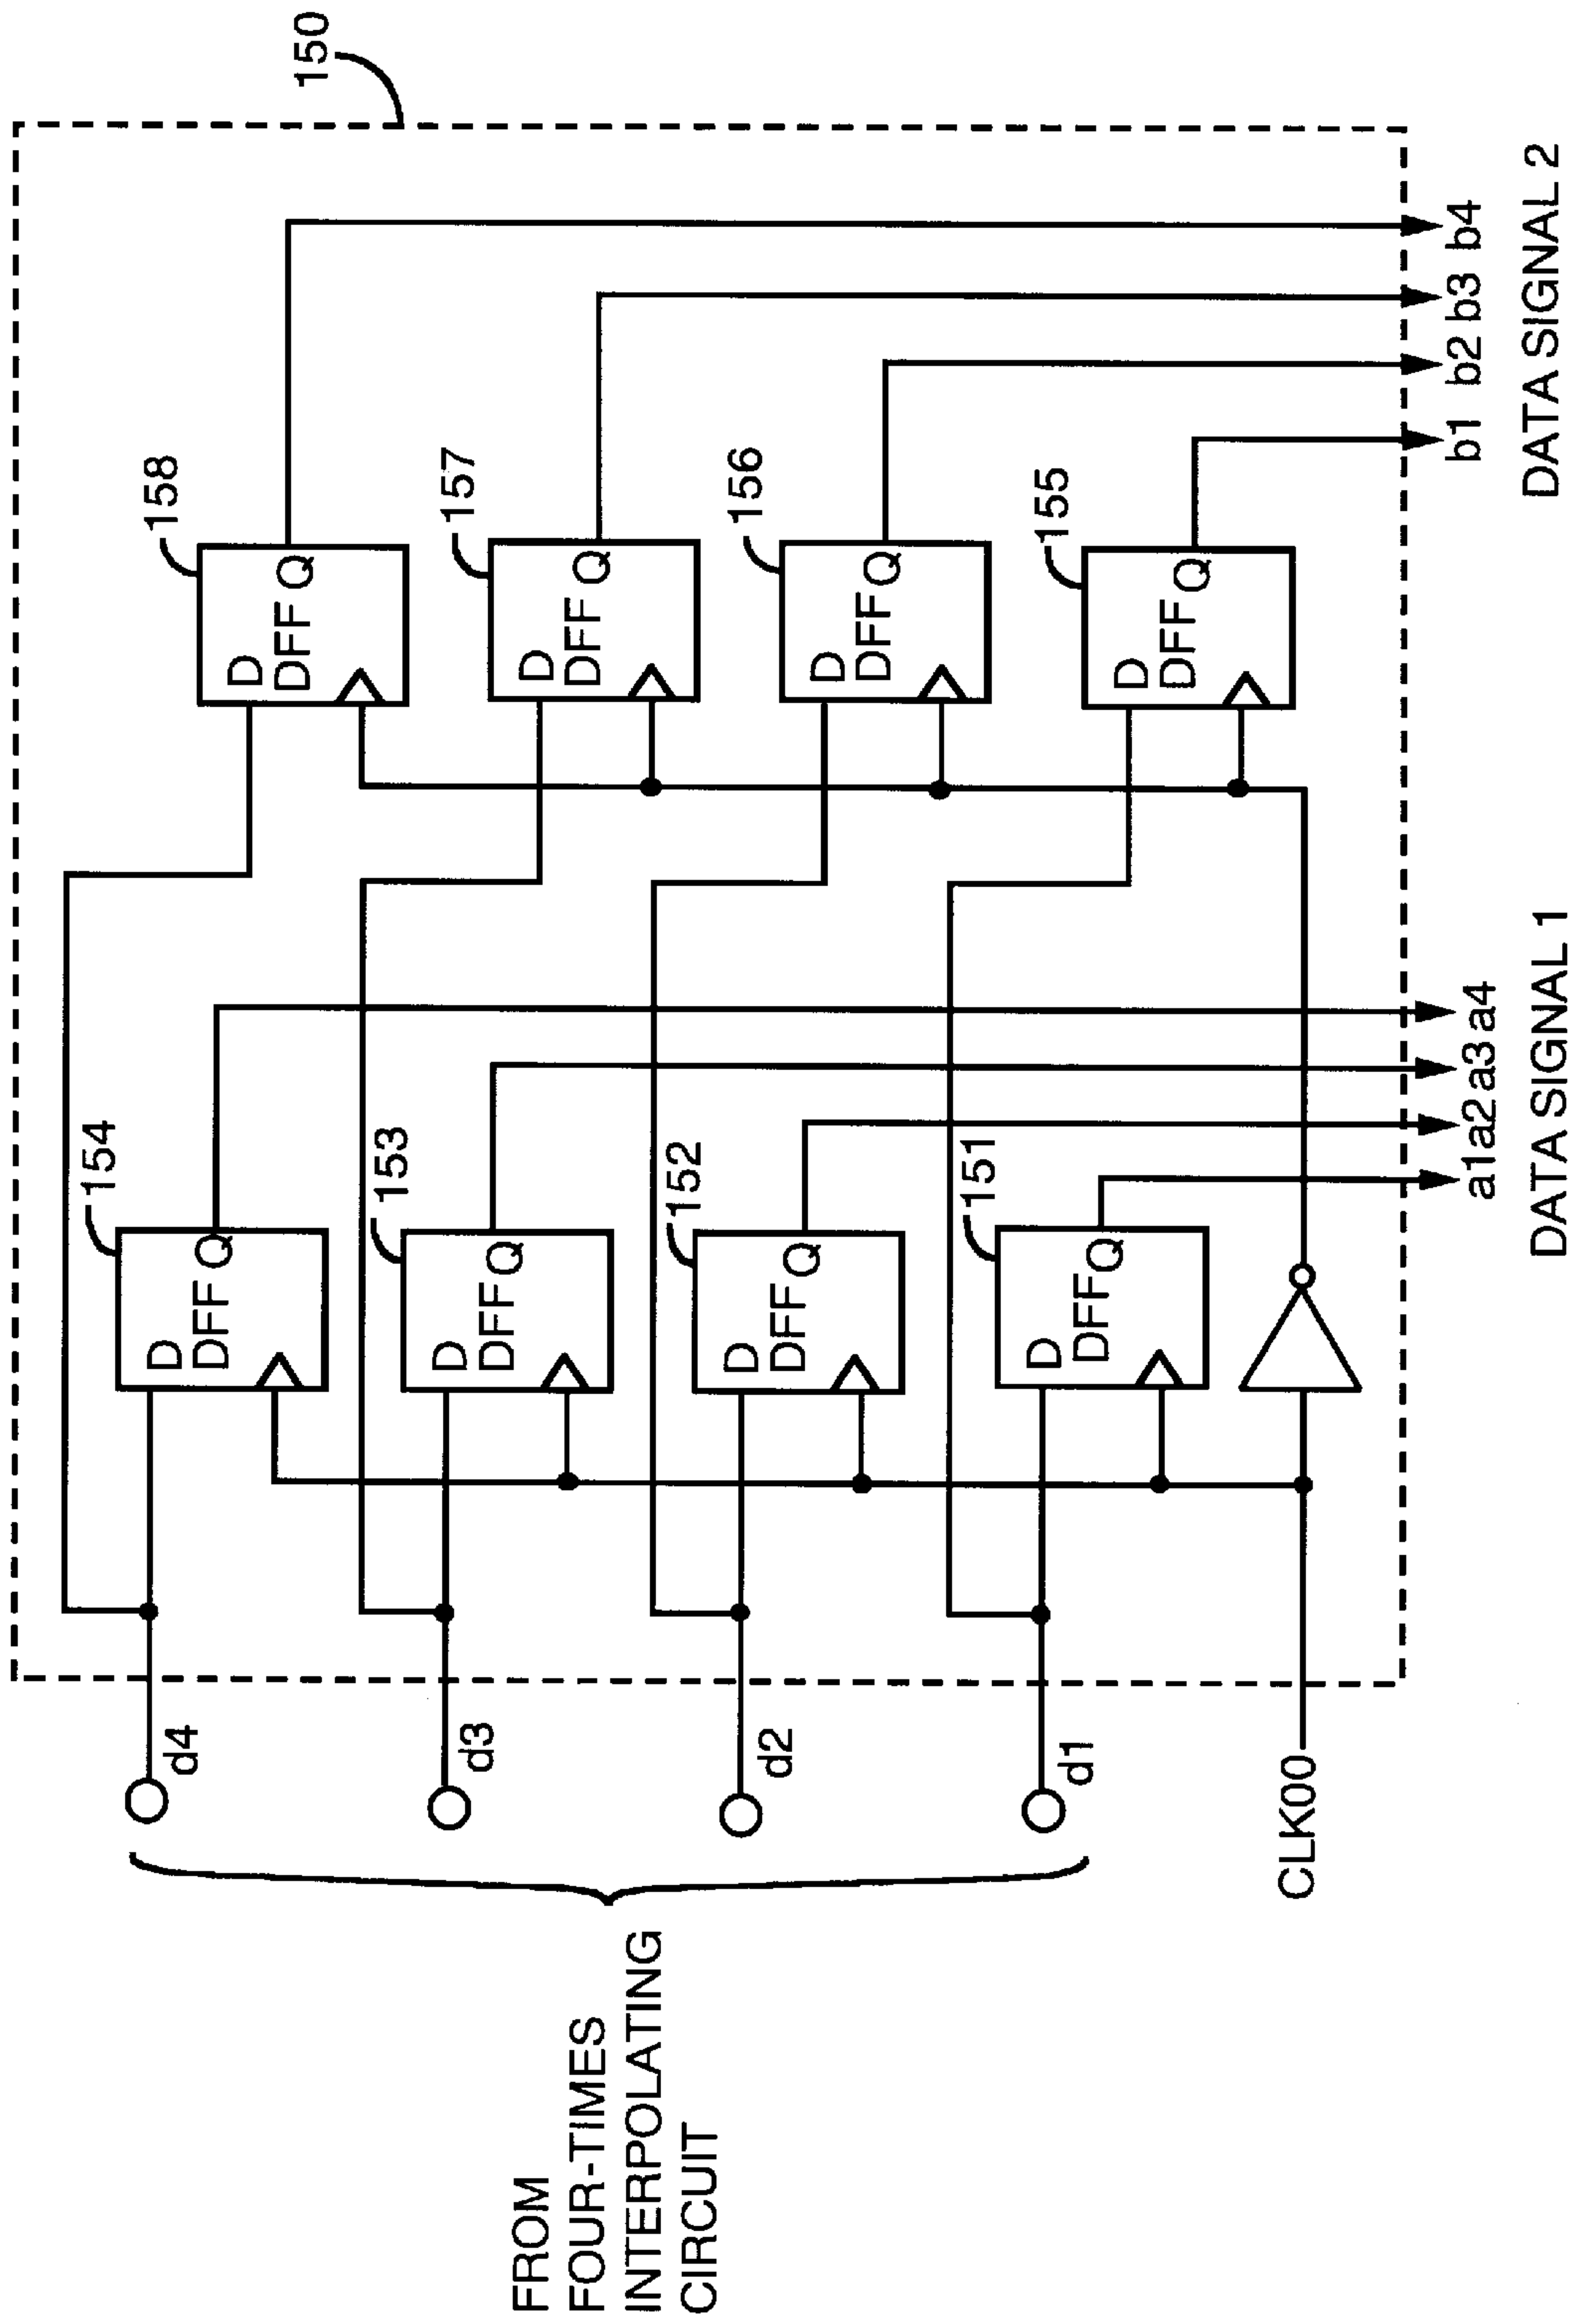 150
158
D
DFF Q
157
D
DFF Q
156
D
DFF Q
155
D
DFF Q
154
D
DFF Q
153
D
DFF Q
152
D
DFF Q
151
D
DFF Q
d4
d3
d2
d1
CLK00
FROM
FOUR-TIMES
INTERPOLATING
CIRCUIT
a1 a2 a3 a4
DATA SIGNAL 1
b1 b2 b3 b4
DATA SIGNAL 2